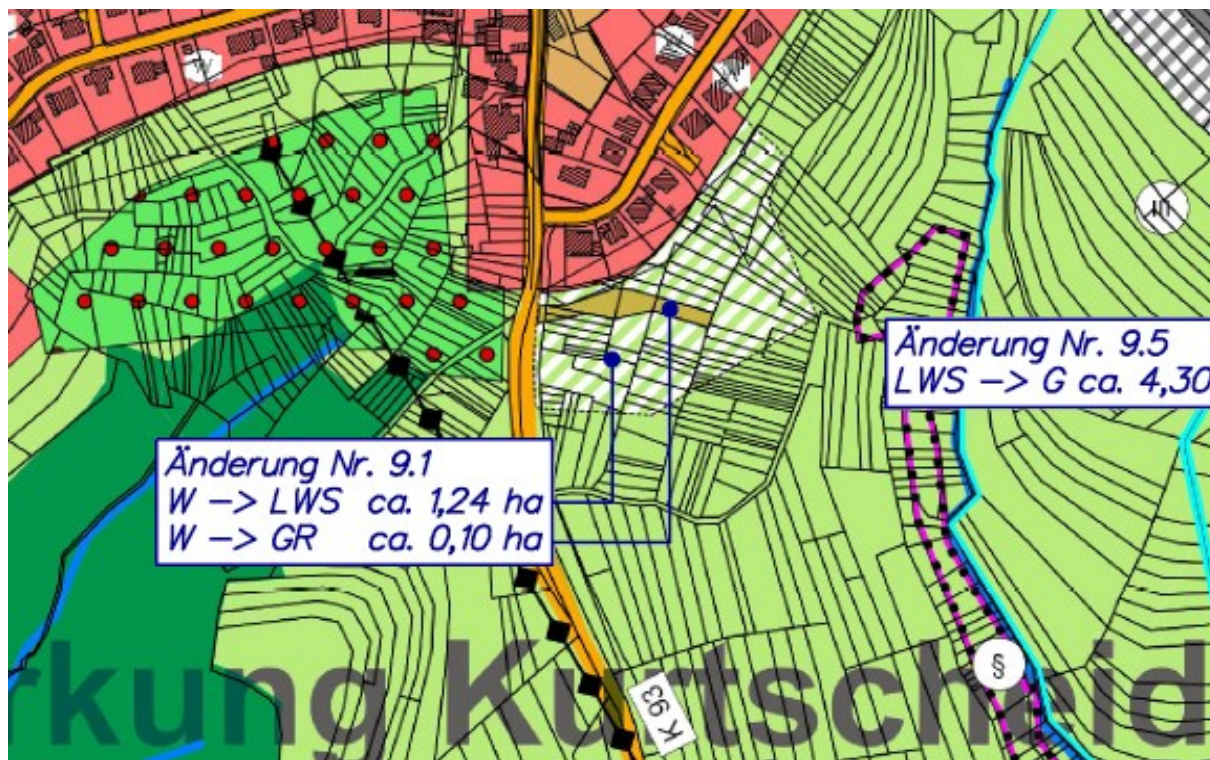 Änderung Nr. 9.5
LWS –> G ca. 4,30
Änderung Nr. 9.1
W –> LWS ca. 1,24 ha
W –> GR ca. 0,10 ha
§
K 93
rkung Kurtscheid